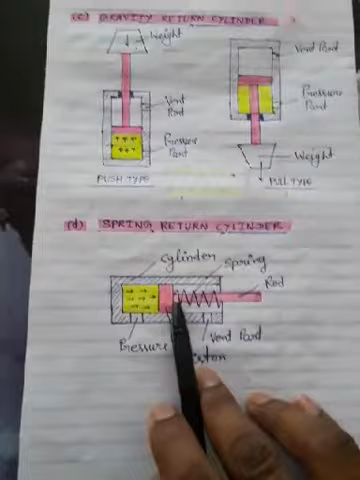 (c) GRAVITY RETURN CYLINDER
Weight
Vent Port
Vent
Port
Pressure
Port
Pressure
Port
Weight
PUSH TYPE
PULL TYPE
(d) SPRING RETURN CYLINDER
Cylinder
Spring
Rod
Pressure
Vent Port